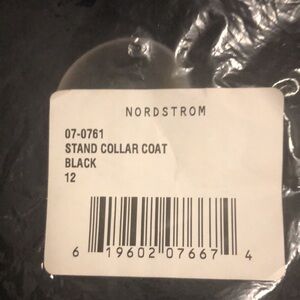 NORDSTROM
07-0761
STAND COLLAR COAT
BLACK
12
6 19602 07667 4